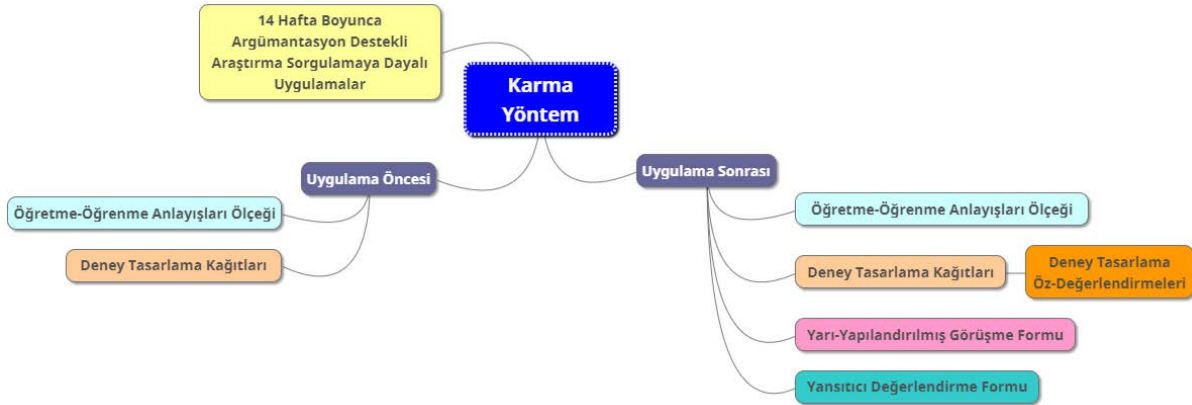 14 Hafta Boyunca
Argümantasyon Destekli
Araştırma Sorgulamaya Dayalı
Uygulamalar
Karma
Yöntem
Uygulama Öncesi
Öğretme-Öğrenme Anlayışları Ölçeği
Deney Tasarlama Kağıtları
Uygulama Sonrası
Öğretme-Öğrenme Anlayışları Ölçeği
Deney Tasarlama Kağıtları
Deney Tasarlama
Öz-Değerlendirmeleri
Yarı-Yapılandırılmış Görüşme Formu
Yansıtıcı Değerlendirme Formu